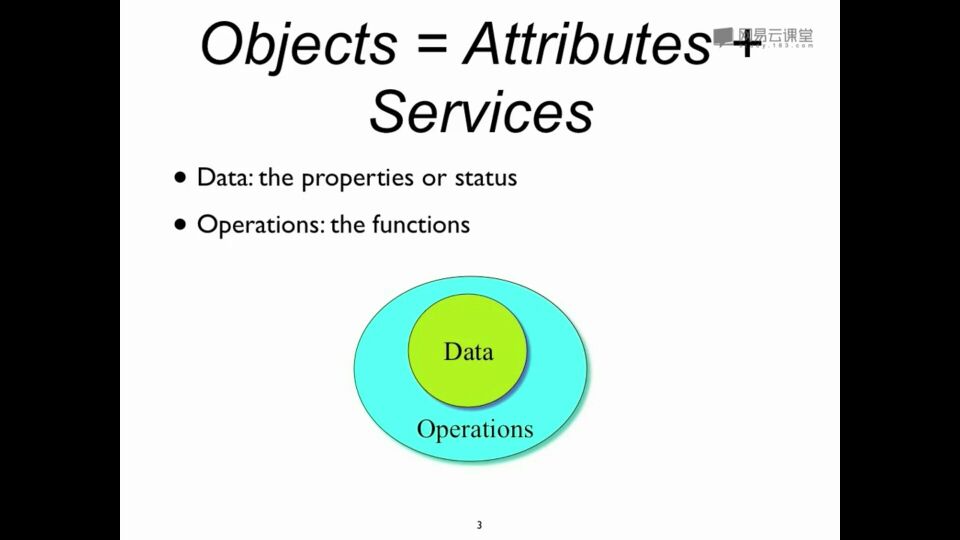 Objects = Attributes +
网易云课堂
Services
• Data: the properties or status
• Operations: the functions
Data
Operations
3